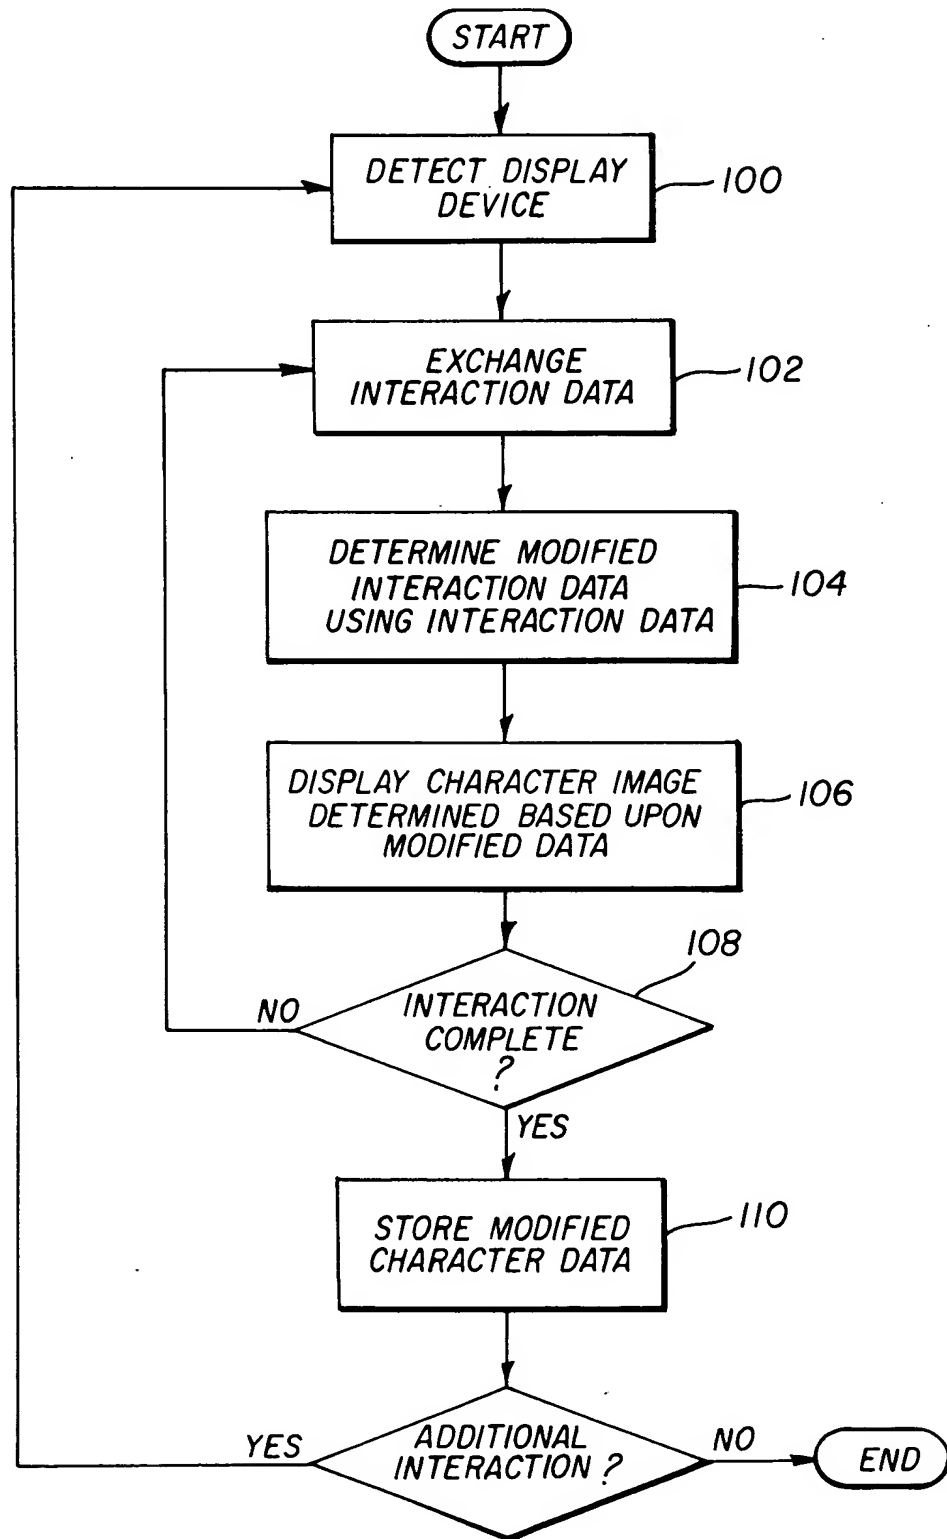 START
DETECT DISPLAY
DEVICE
100
EXCHANGE
INTERACTION DATA
102
DETERMINE MODIFIED
INTERACTION DATA
USING INTERACTION DATA
104
DISPLAY CHARACTER IMAGE
DETERMINED BASED UPON
MODIFIED DATA
106
108
INTERACTION
COMPLETE
?
NO
YES
STORE MODIFIED
CHARACTER DATA
110
ADDITIONAL
INTERACTION ?
YES
NO
END